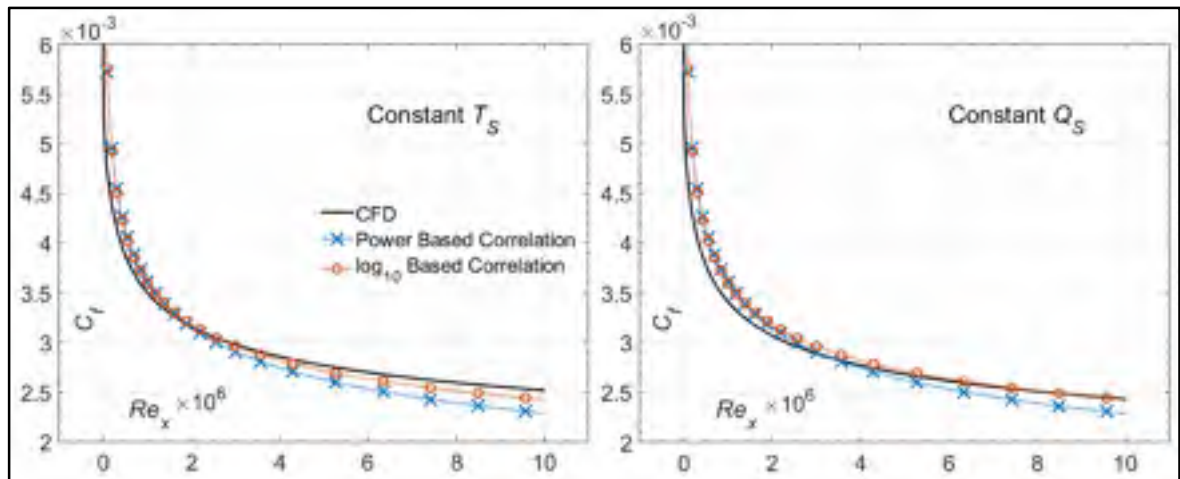 ×10⁻³
6
5.5
5
4.5
4
3.5
3
2.5
2
Constant T_S
CFD
Power Based Correlation
log₁₀ Based Correlation
C_f
Re_x ×10⁶
0 2 4 6 8 10
×10⁻³
6
5.5
5
4.5
4
3.5
3
2.5
2
Constant Q_S
C_f
Re_x ×10⁶
0 2 4 6 8 10